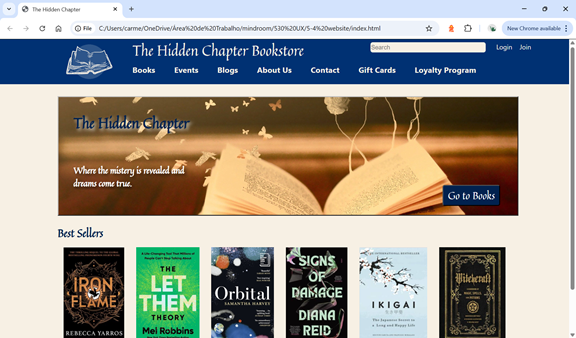 The Hidden Chapter
File
C:/Users/carme/OneDrive/Área%20de%20Trabalho/mindroom/530%20UX/5-4%20website/index.html
New Chrome available
The Hidden Chapter Bookstore
Search
Login Join
Books Events Blogs About Us Contact Gift Cards Loyalty Program
The Hidden Chapter
Where the mistery is revealed and
dreams come true.
Go to Books
Best Sellers
IRON
FLAME
REBECCA YARROS
THE
LET
THEM
THEORY
Mel Robbins
Orbital
SAMANTHA HARVEY
SIGNS
OF
DAMAGE
DIANA
REID
IKIGAI
The Japanese Secret to
a Long and Happy Life
Witchcraft